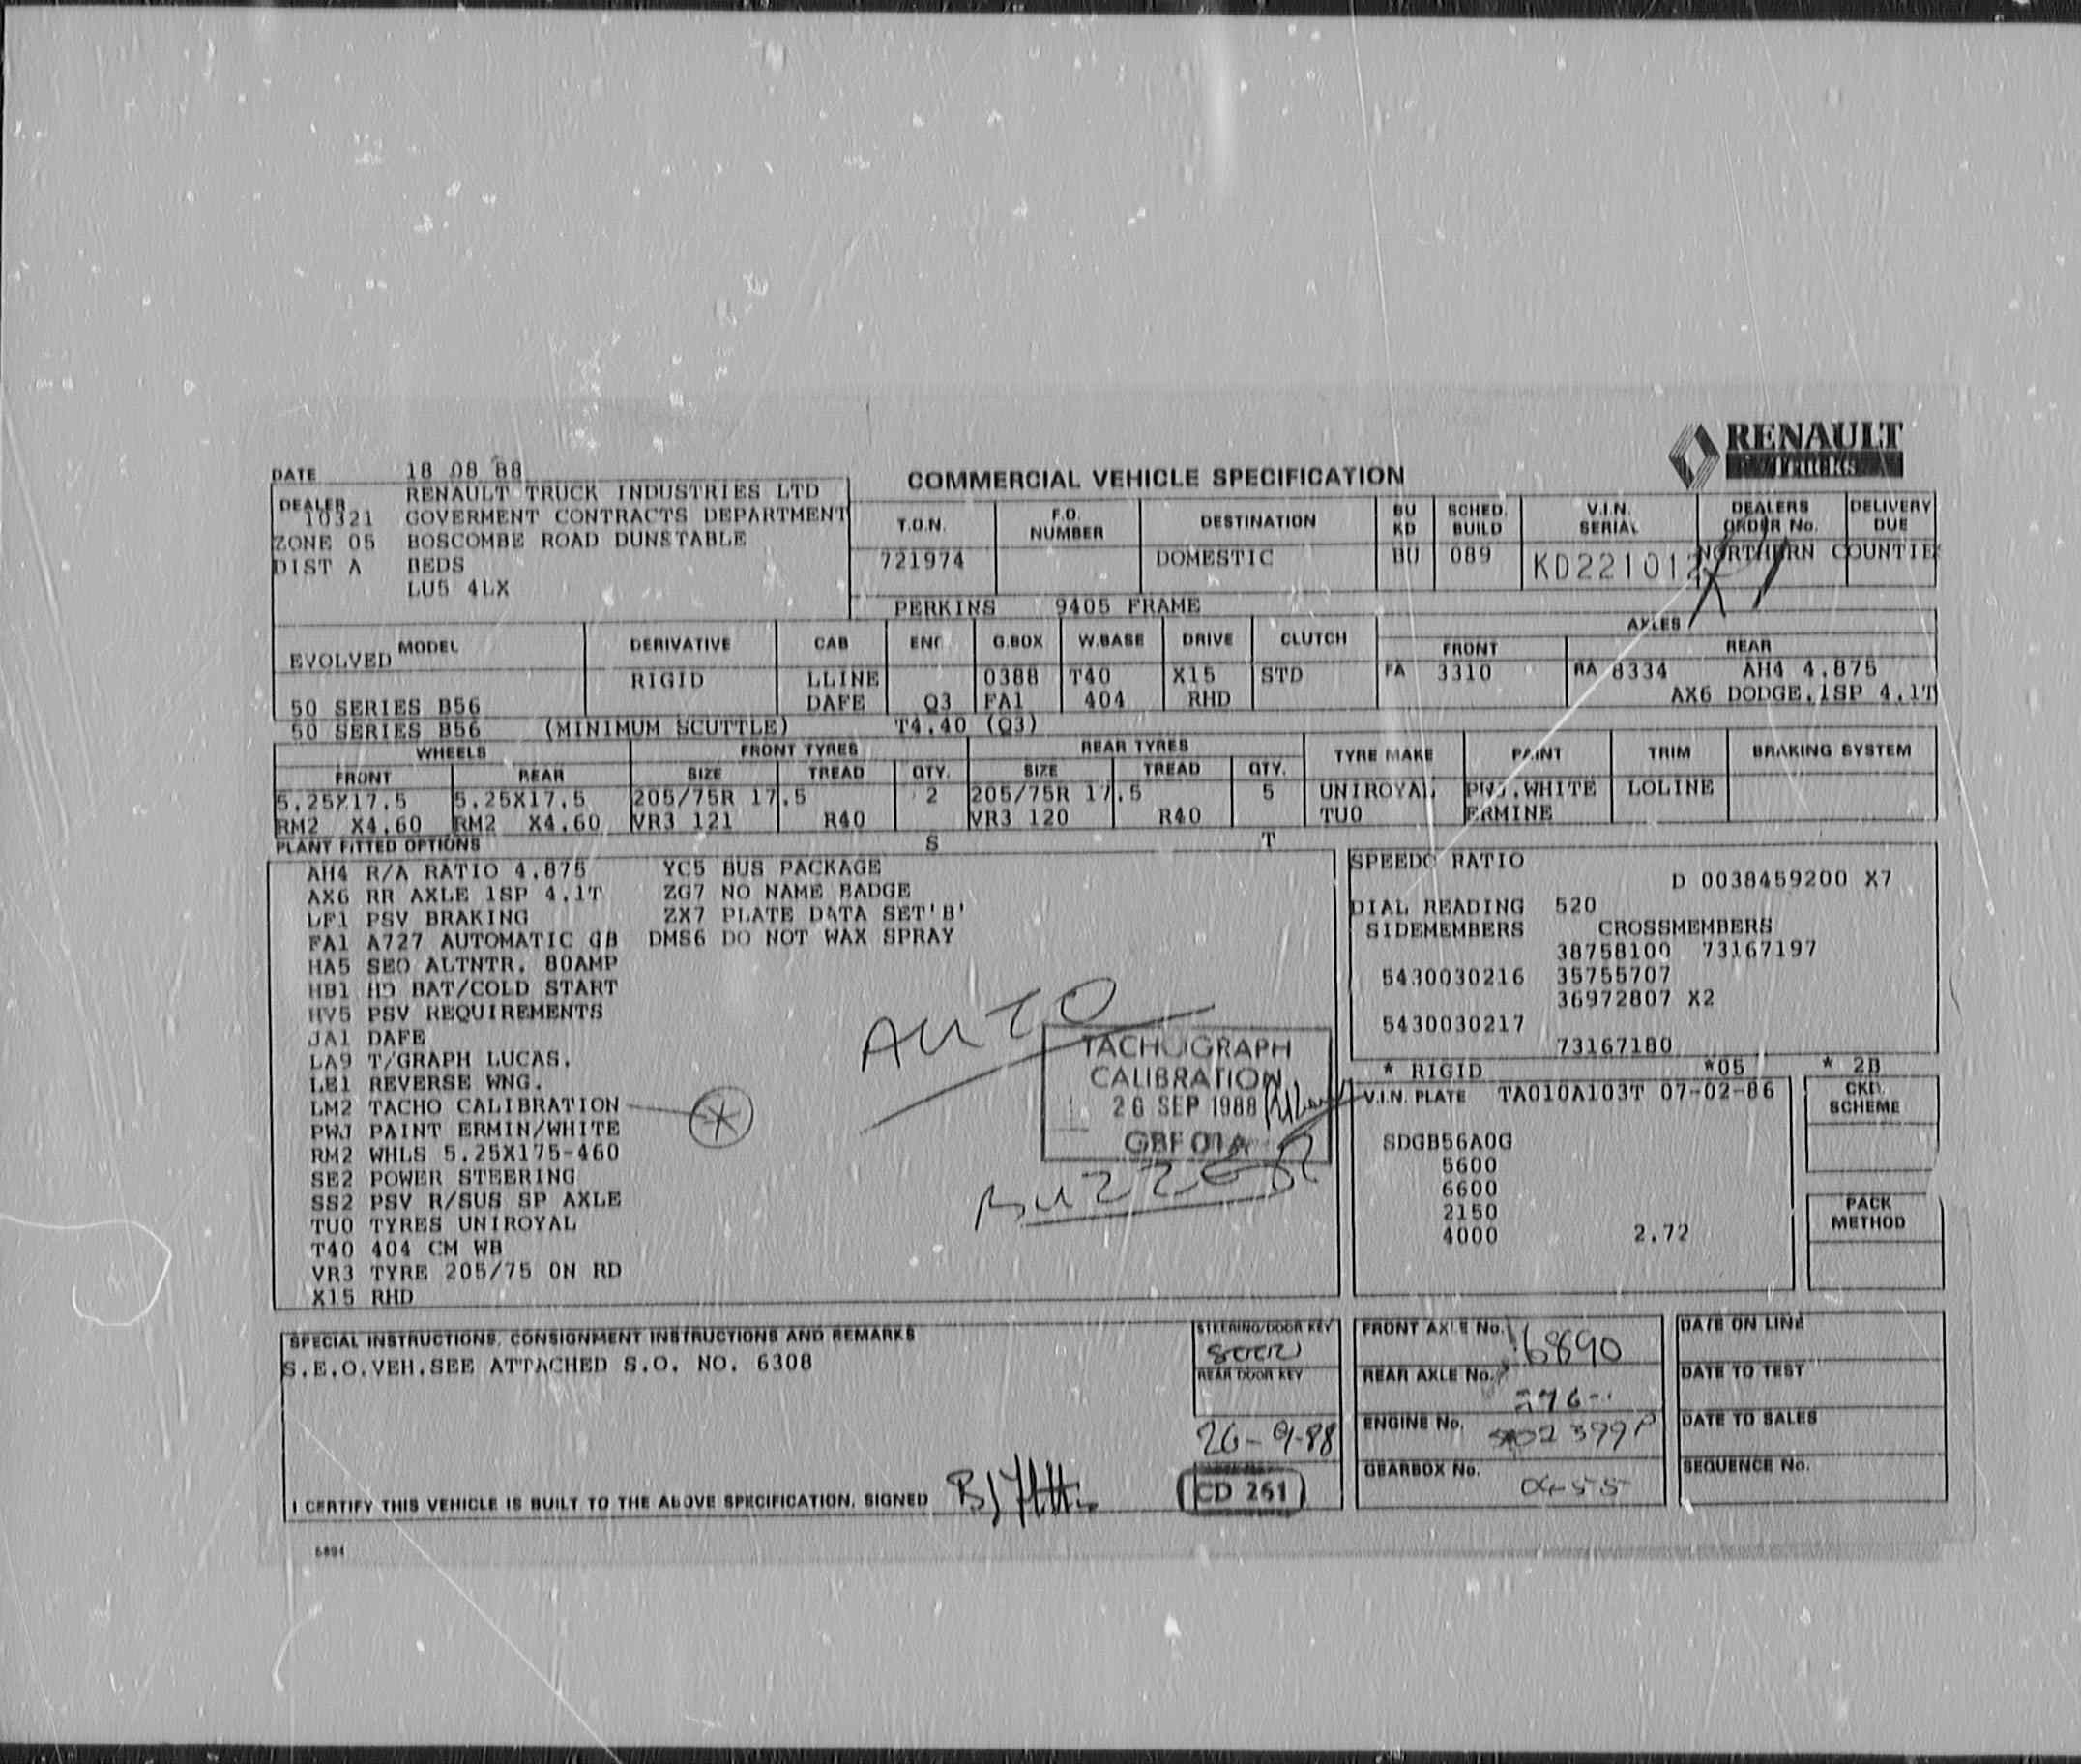 RENAULT
TRUCKS
DATE 18 08 88
COMMERCIAL VEHICLE SPECIFICATION
DEALER RENAULT TRUCK INDUSTRIES LTD
10321 GOVERMENT CONTRACTS DEPARTMENT
ZONE 05 BOSCOMBE ROAD DUNSTABLE
DIST A BEDS
LU5 4LX
T.O.N. F.O. NUMBER DESTINATION BU KD SCHED. BUILD V.I.N. SERIAL DEALERS ORDER No. DELIVERY DUE
721974 DOMESTIC BU 089 KD221012 NORTHERN COUNTIE
PERKINS 9405 FRAME
MODEL DERIVATIVE CAB ENG G.BOX W.BASE DRIVE CLUTCH AXLES
FRONT REAR
EVOLVED
RIGID LLINE 0388 T40 X15 STD FA 3310 RA 8334 AH4 4.875
50 SERIES B56 DAFE Q3 FA1 404 RHD AX6 DODGE.1SP 4.1T
50 SERIES B56 (MINIMUM SCUTTLE) T4.40 (Q3)
WHEELS FRONT TYRES REAR TYRES TYRE MAKE PAINT TRIM BRAKING SYSTEM
FRONT REAR SIZE TREAD QTY. SIZE TREAD QTY.
5.25X17.5 5.25X17.5 205/75R 17.5 2 205/75R 17.5 5 UNIROYAL PWJ.WHITE LOLINE
RM2 X4.60 RM2 X4.60 VR3 121 R40 VR3 120 R40 TU0 ERMINE
PLANT FITTED OPTIONS S T
AH4 R/A RATIO 4.875 YC5 BUS PACKAGE
AX6 RR AXLE 1SP 4.1T ZG7 NO NAME BADGE
DF1 PSV BRAKING ZX7 PLATE DATA SET'B'
FA1 A727 AUTOMATIC GB DMS6 DO NOT WAX SPRAY
HA5 SEO ALTNTR. 80AMP
HB1 HD BAT/COLD START
HV5 PSV REQUIREMENTS
JA1 DAFE
LA9 T/GRAPH LUCAS.
LE1 REVERSE WNG.
LM2 TACHO CALIBRATION
PWJ PAINT ERMIN/WHITE
RM2 WHLS 5.25X175-460
SE2 POWER STEERING
SS2 PSV R/SUS SP AXLE
TU0 TYRES UNIROYAL
T40 404 CM WB
VR3 TYRE 205/75 ON RD
X15 RHD
AUTO
TACHOGRAPH
CALIBRATION
26 SEP 1988
GBF 01A
BUZZER
SPEEDO RATIO
D 0038459200 X7
DIAL READING 520
SIDEMEMBERS CROSSMEMBERS
38758100 73167197
5430030216 35755707
36972807 X2
5430030217
73167180
* RIGID *05 * 2B
V.I.N. PLATE TA010A103T 07-02-86
SDGB56A0G
5600
6600
2150
4000 2.72
CKD. SCHEME
PACK METHOD
SPECIAL INSTRUCTIONS, CONSIGNMENT INSTRUCTIONS AND REMARKS
S.E.O.VEH.SEE ATTACHED S.O. NO. 6308
I CERTIFY THIS VEHICLE IS BUILT TO THE ABOVE SPECIFICATION. SIGNED
STEERING/DOOR KEY
REAR DOOR KEY
26-9-88
CD 261
FRONT AXLE No. 16890
REAR AXLE No.
ENGINE No.
GEARBOX No.
DATE ON LINE
DATE TO TEST
DATE TO SALES
SEQUENCE No.
6894